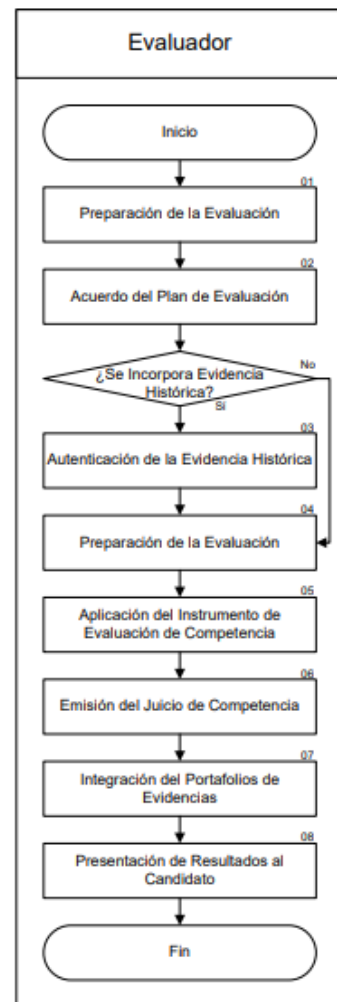 Evaluador
Inicio
01
Preparación de la Evaluación
02
Acuerdo del Plan de Evaluación
¿Se Incorpora Evidencia
Histórica?
No
Sí
03
Autenticación de la Evidencia Histórica
04
Preparación de la Evaluación
05
Aplicación del Instrumento de
Evaluación de Competencia
06
Emisión del Juicio de Competencia
07
Integración del Portafolios de
Evidencias
08
Presentación de Resultados al
Candidato
Fin